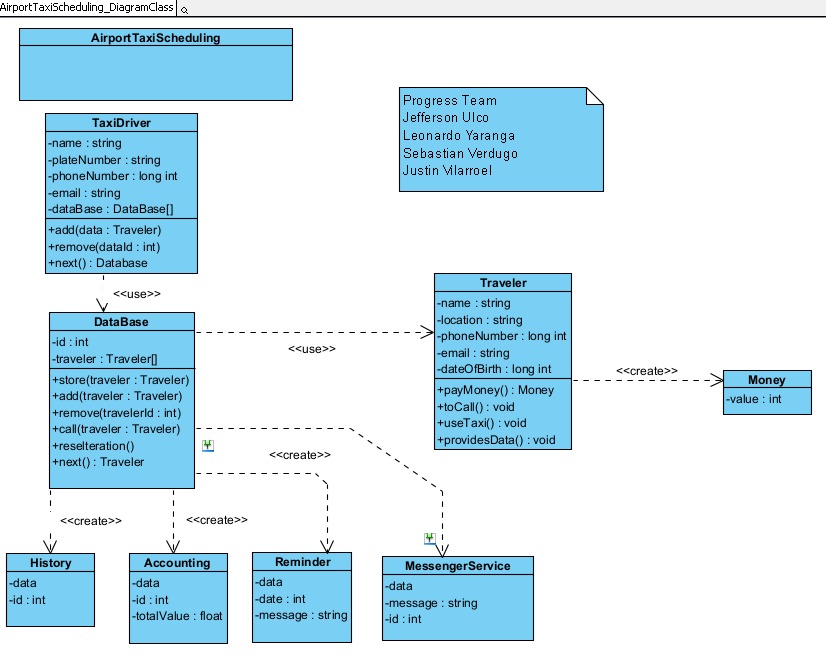 AirportTaxiScheduling_DiagramClass
AirportTaxiScheduling
Progress Team
Jefferson Ulco
Leonardo Yaranga
Sebastian Verdugo
Justin Vilarroel
TaxiDriver
-name : string
-plateNumber : string
-phoneNumber : long int
-email : string
-dataBase : DataBase[]
+add(data : Traveler)
+remove(dataId : int)
+next() : Database
<<use>>
DataBase
-id : int
-traveler : Traveler[]
+store(traveler : Traveler)
+add(traveler : Traveler)
+remove(travelerId : int)
+call(traveler : Traveler)
+reseIteration()
+next() : Traveler
<<use>>
Traveler
-name : string
-location : string
-phoneNumber : long int
-email : string
-dateOfBirth : long int
+payMoney() : Money
+toCall() : void
+useTaxi() : void
+providesData() : void
<<create>>
Money
-value : int
<<create>>
<<create>>
<<create>>
History
-data
-id : int
Accounting
-data
-id : int
-totalValue : float
Reminder
-data
-date : int
-message : string
MessengerService
-data
-message : string
-id : int